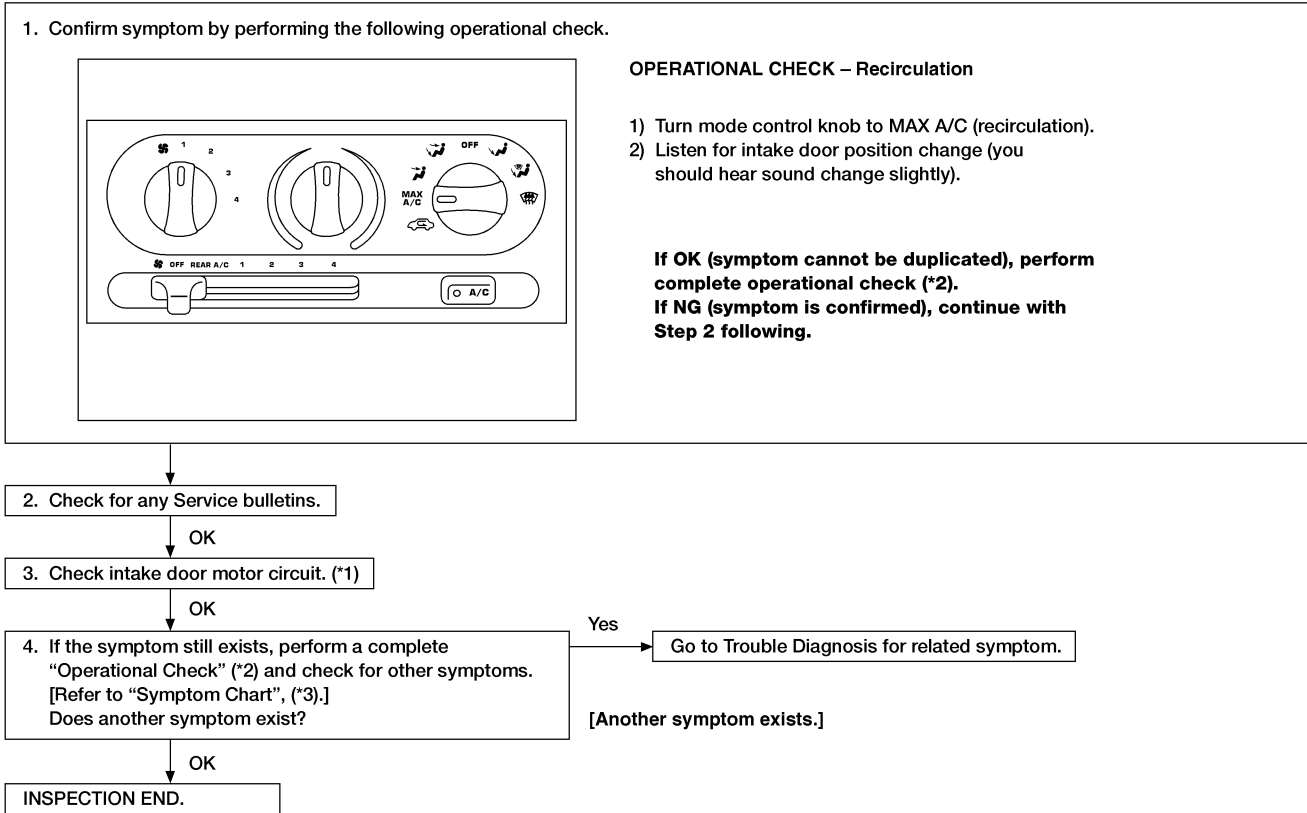 1. Confirm symptom by performing the following operational check.
OPERATIONAL CHECK – Recirculation
1) Turn mode control knob to MAX A/C (recirculation).
2) Listen for intake door position change (you
should hear sound change slightly).
If OK (symptom cannot be duplicated), perform
complete operational check (*2).
If NG (symptom is confirmed), continue with
Step 2 following.
1
2
3
4
OFF
MAX
A/C
OFF REAR A/C 1 2 3 4
A/C
2. Check for any Service bulletins.
OK
3. Check intake door motor circuit. (*1)
OK
4. If the symptom still exists, perform a complete
“Operational Check” (*2) and check for other symptoms.
[Refer to “Symptom Chart”, (*3).]
Does another symptom exist?
Yes
Go to Trouble Diagnosis for related symptom.
[Another symptom exists.]
OK
INSPECTION END.